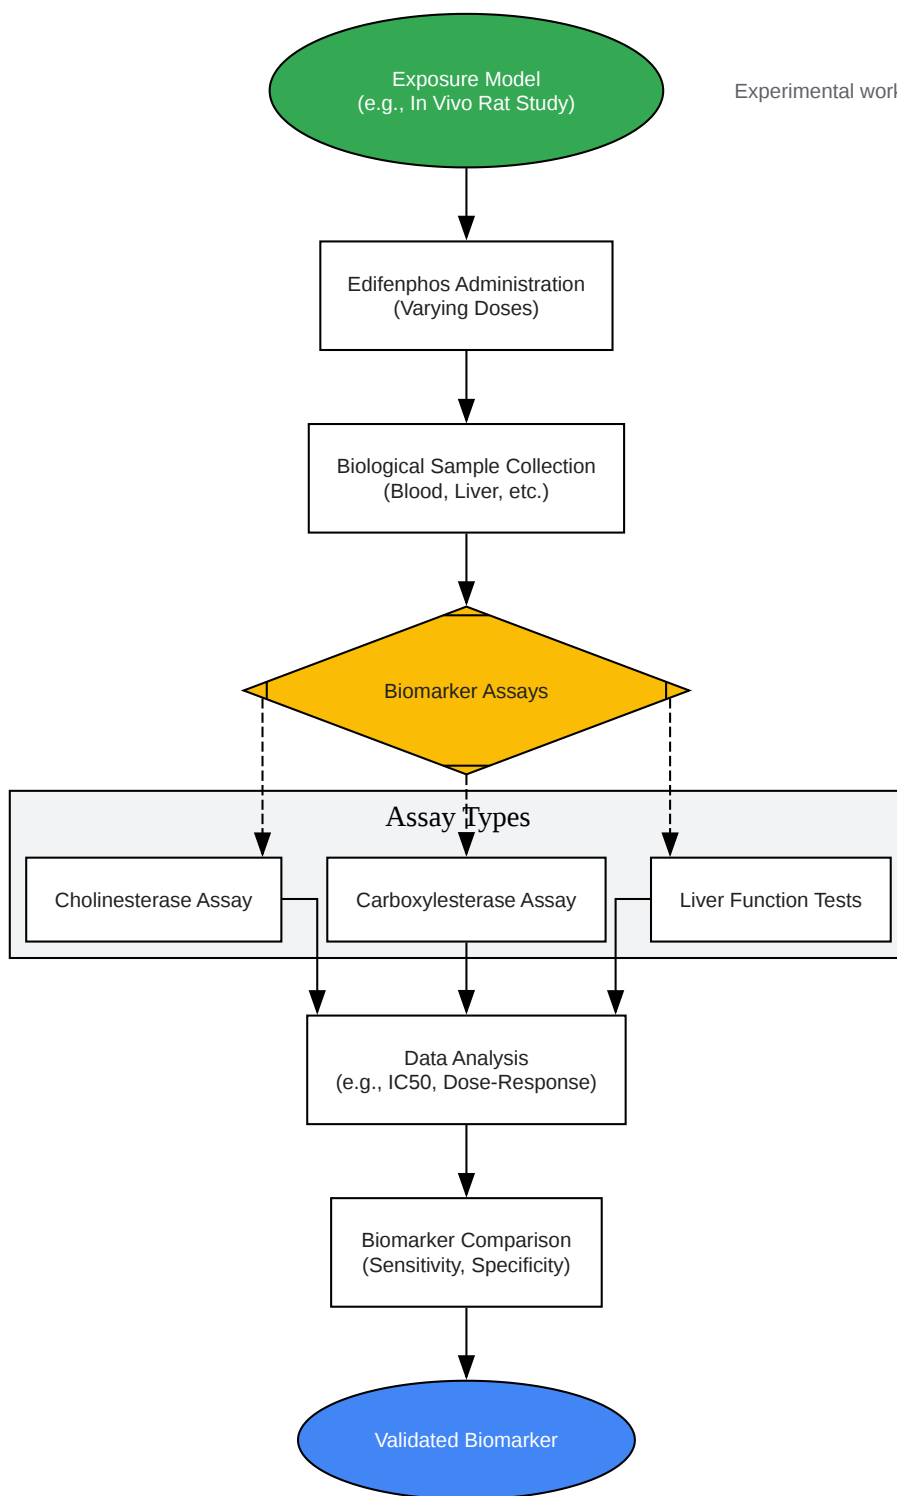 Exposure Model
(e.g., In Vivo Rat Study)
Experimental work
Edifenphos Administration
(Varying Doses)
Biological Sample Collection
(Blood, Liver, etc.)
Biomarker Assays
Assay Types
Cholinesterase Assay
Carboxylesterase Assay
Liver Function Tests
Data Analysis
(e.g., IC50, Dose-Response)
Biomarker Comparison
(Sensitivity, Specificity)
Validated Biomarker